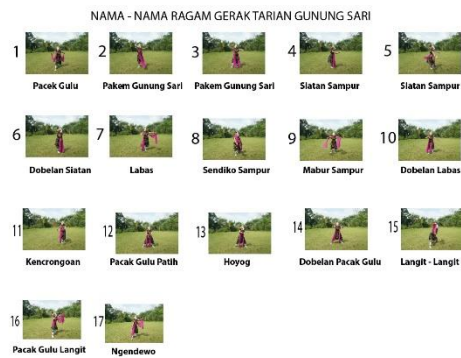 NAMA - NAMA RAGAM GERAK TARIAN GUNUNG SARI
1 2 3 4 5
Pacek Gulu Pakem Gunung Sari Pakem Gunung Sari Siatan Sampur Siatan Sampur
6 7 8 9 10
Dobelan Siatan Labas Sendiko Sampur Mabur Sampur Dobelan Labas
11 12 13 14 15
Kencrongoan Pacak Gulu Patih Hoyog Dobelan Pacak Gulu Langit - Langit
16 17
Pacak Gulu Langit Ngendewo